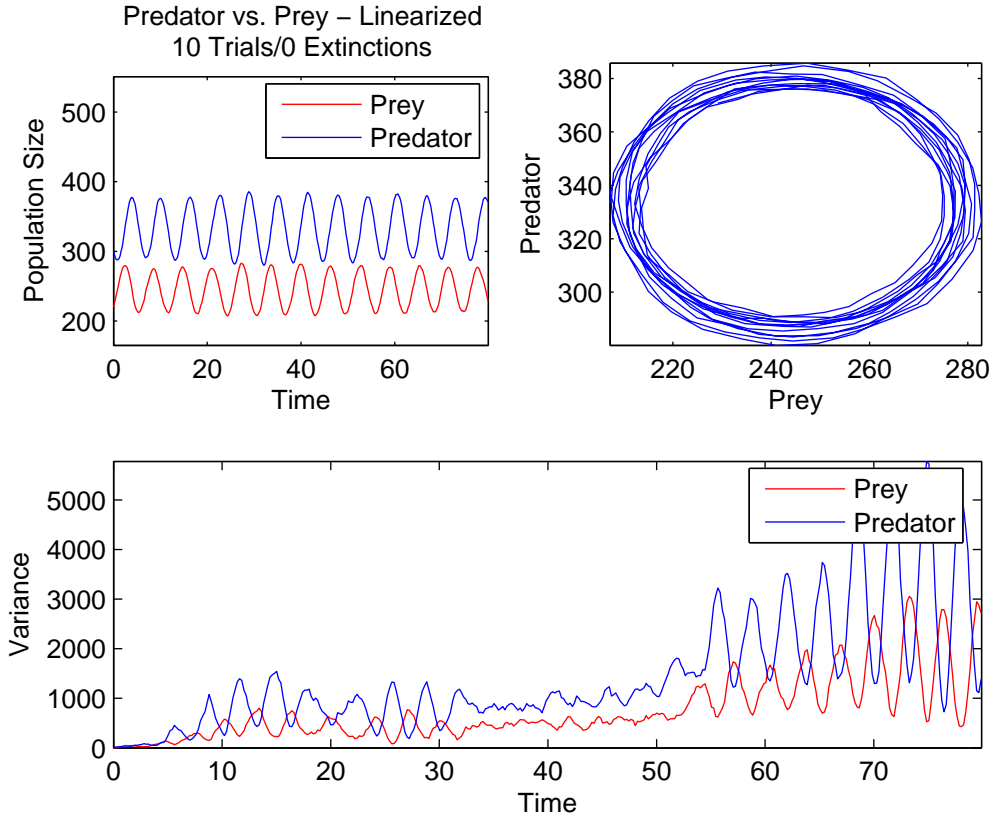 Predator vs. Prey – Linearized
10 Trials/0 Extinctions
500
400
300
200
Population Size
Prey
Predator
0 20 40 60
Time
380
360
340
320
300
Predator
220 240 260 280
Prey
5000
4000
3000
2000
1000
0
Variance
Prey
Predator
0 10 20 30 40 50 60 70
Time